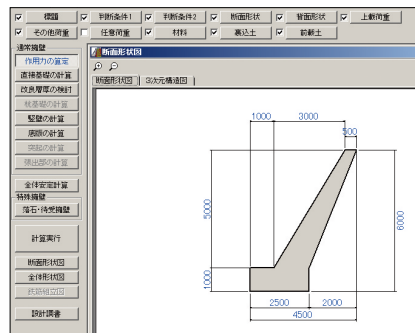 標題 判断条件1 判断条件2 断面形状 背面形状 上載荷重
その他荷重 任意荷重 材料 裏込土 前載土
通常擁壁
作用力の算定
直接基礎の計算
改良層厚の検討
杭基礎の計算
竪壁の計算
底版の計算
突起の計算
張出部の計算
全体安定計算
特殊擁壁
落石・待受擁壁
計算実行
断面形状図
全体形状図
鉄筋組立図
設計調書
断面形状図
断面形状図 3次元構造図
1000 3000
500
5000
6000
1000
2500 2000
4500